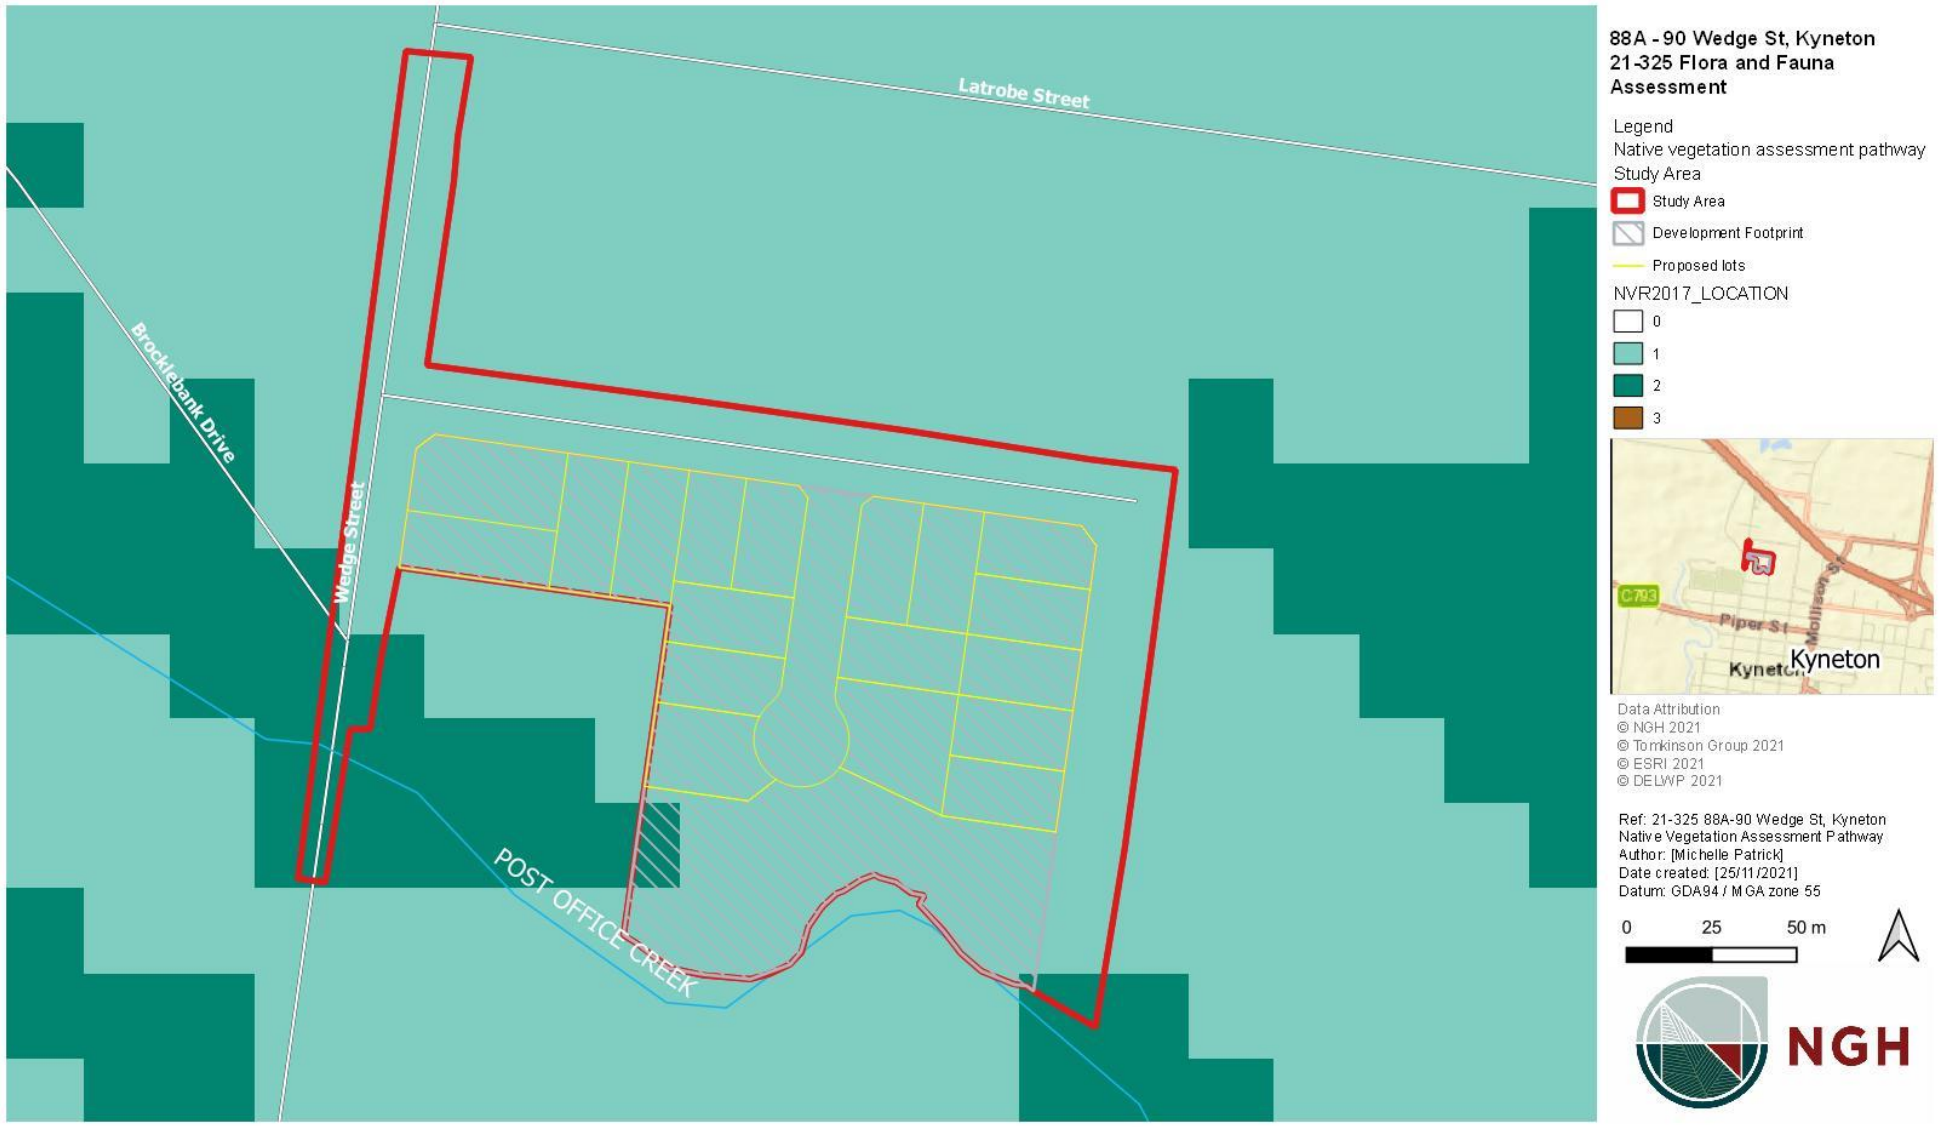 Latrobe Street
Brocklebank Drive
Wedge Street
POST OFFICE CREEK
88A - 90 Wedge St, Kyneton
21-325 Flora and Fauna
Assessment
Legend
Native vegetation assessment pathway
Study Area
Study Area
Development Footprint
Proposed lots
NVR2017_LOCATION
0
1
2
3
C793
Piper St
Mollison St
Kyneton
Kyneton
Data Attribution
© NGH 2021
© Tomkinson Group 2021
© ESRI 2021
© DELWP 2021
Ref: 21-325 88A-90 Wedge St, Kyneton
Native Vegetation Assessment Pathway
Author: [Michelle Patrick]
Date created: [25/11/2021]
Datum: GDA94 / MGA zone 55
0 25 50 m
NGH